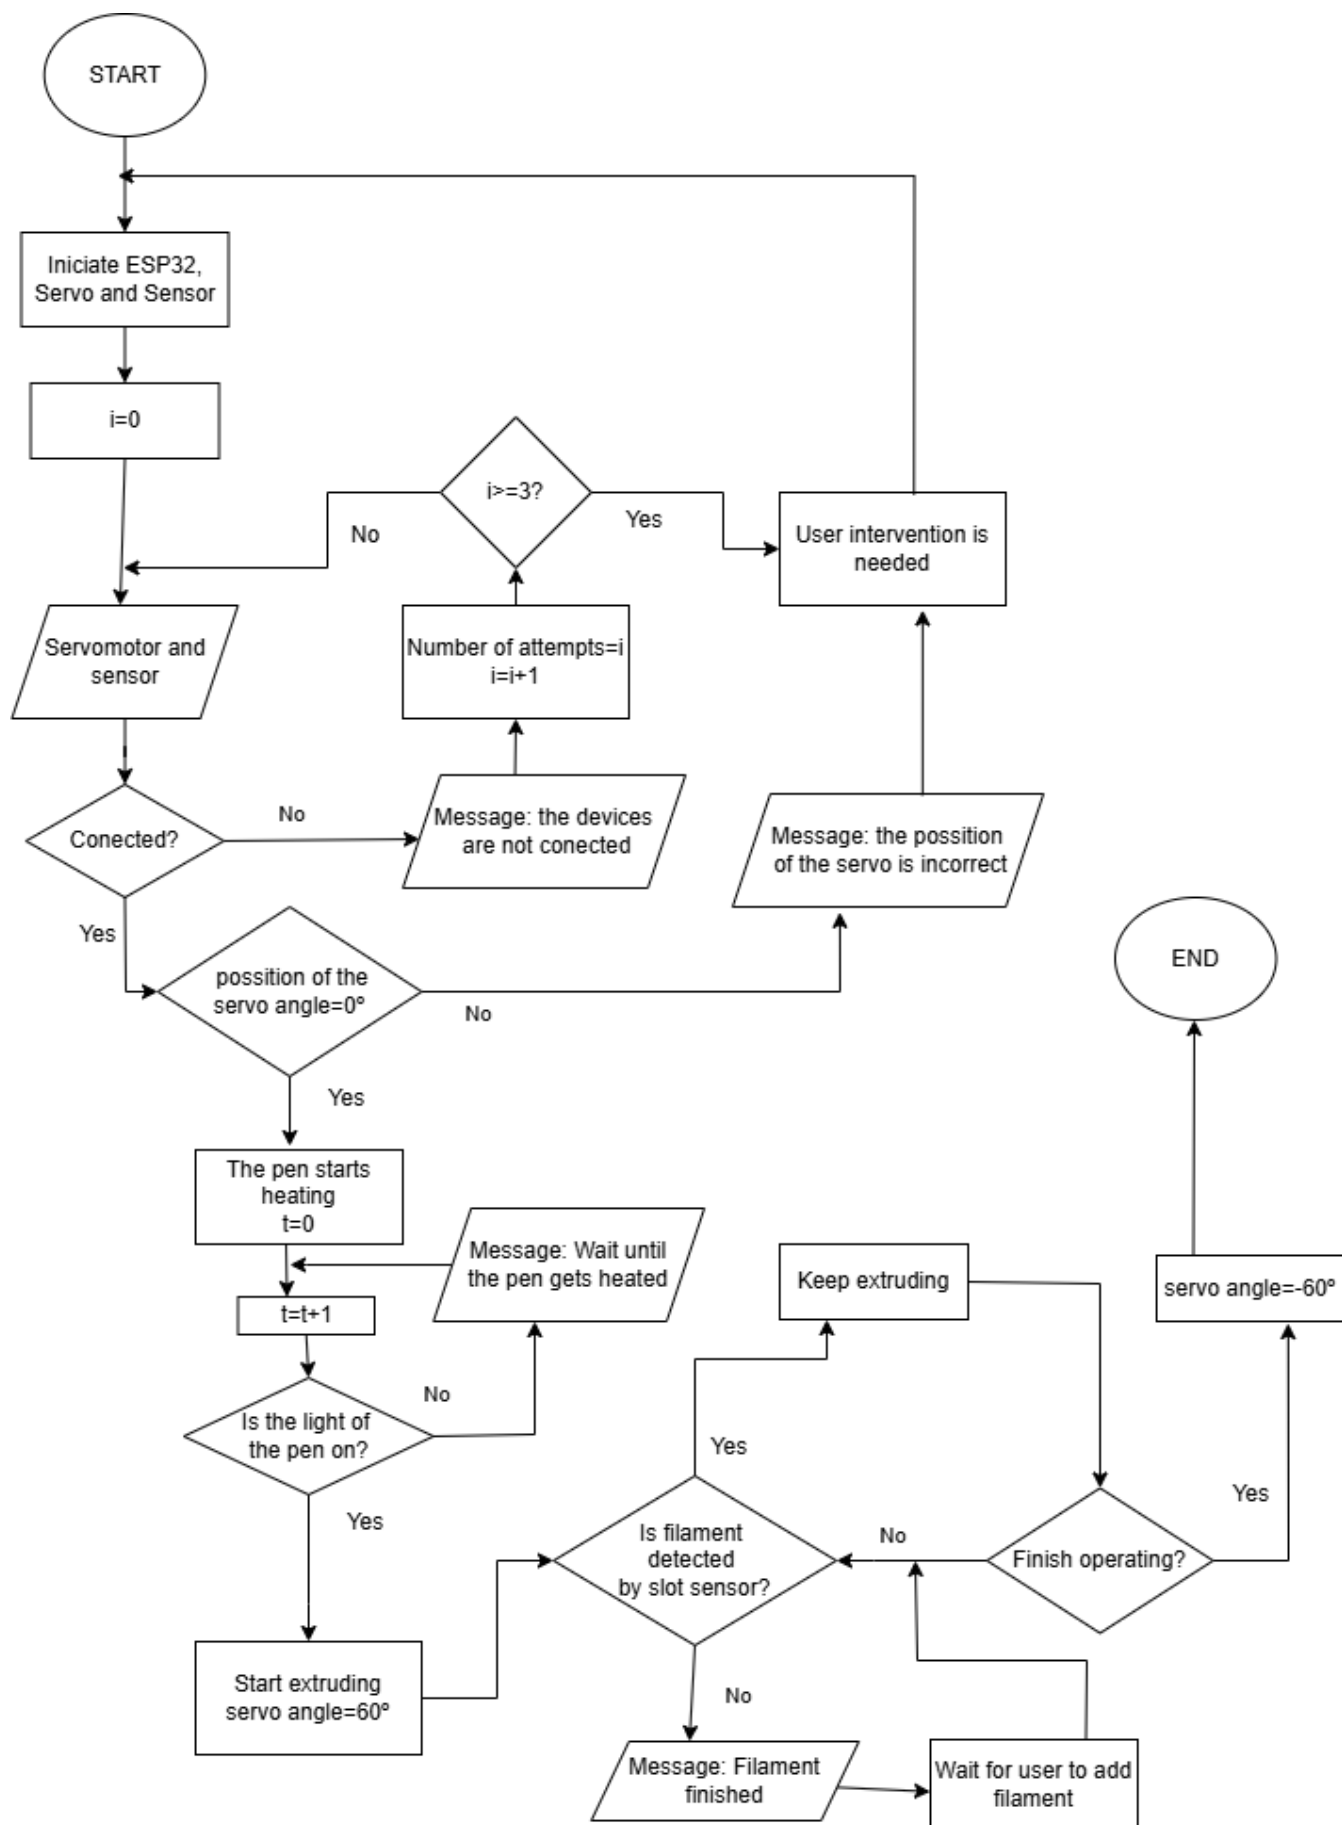 START
Iniciate ESP32,
Servo and Sensor
i=0
i>=3?
No
Yes
User intervention is
needed
Servomotor and
sensor
Number of attempts=i
i=i+1
Conected?
No
Message: the devices
are not conected
Message: the possition
of the servo is incorrect
Yes
possition of the
servo angle=0º
No
END
Yes
The pen starts
heating
t=0
Message: Wait until
the pen gets heated
Keep extruding
servo angle=-60º
t=t+1
Is the light of
the pen on?
No
Yes
Yes
Yes
Is filament
detected
by slot sensor?
No
Finish operating?
Start extruding
servo angle=60º
No
Message: Filament
finished
Wait for user to add
filament